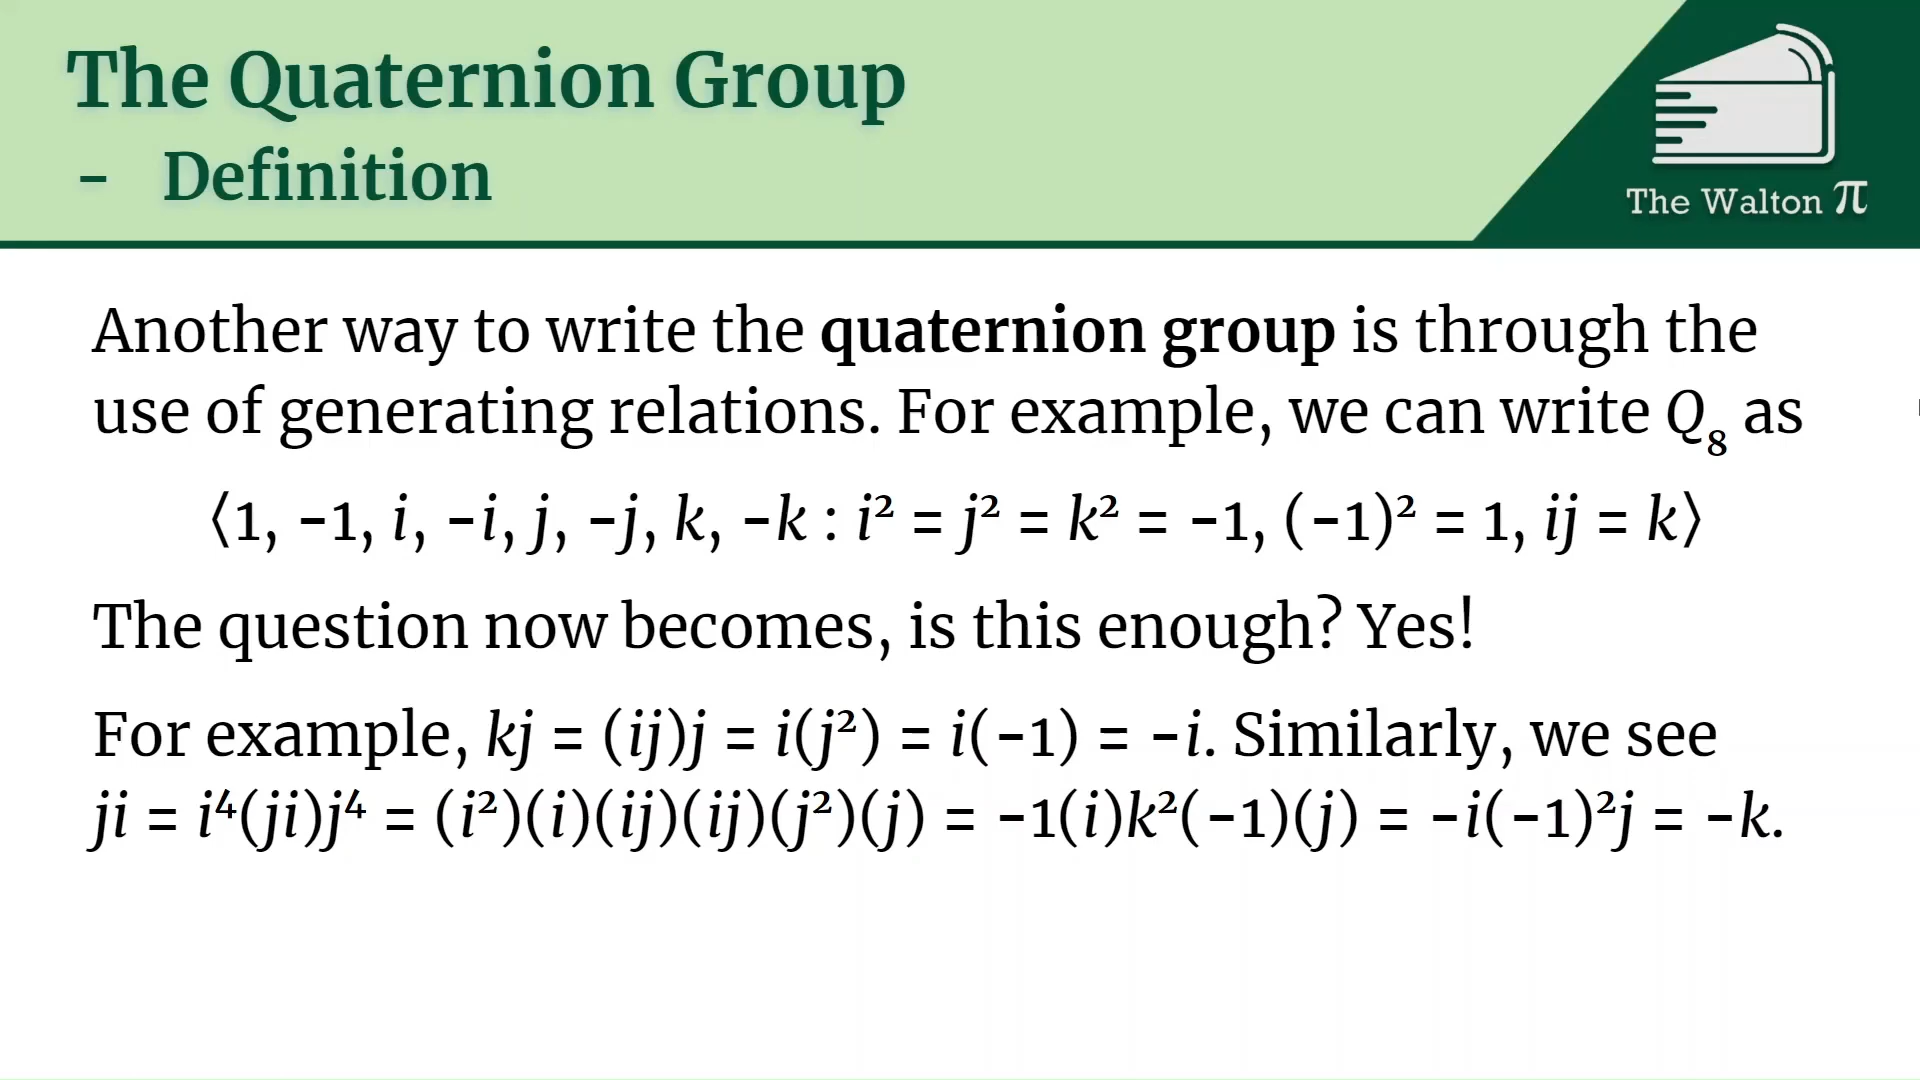 The Quaternion Group
- Definition
The Walton π
Another way to write the quaternion group is through the
use of generating relations. For example, we can write Q₈ as
⟨1, -1, i, -i, j, -j, k, -k : i² = j² = k² = -1, (-1)² = 1, ij = k⟩
The question now becomes, is this enough? Yes!
For example, kj = (ij)j = i(j²) = i(-1) = -i. Similarly, we see
ji = i⁴(ji)j⁴ = (i²)(i)(ij)(ij)(j²)(j) = -1(i)k²(-1)(j) = -i(-1)²j = -k.